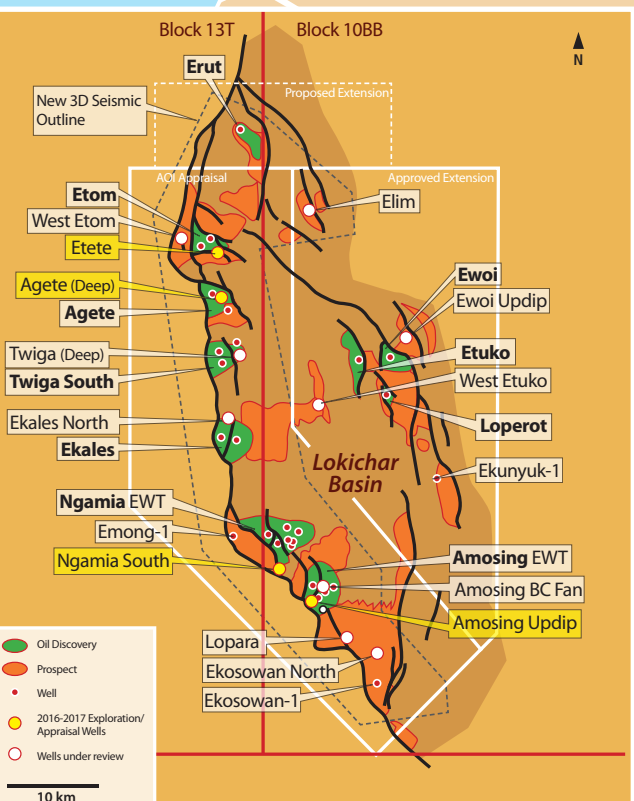 Block 13T
Block 10BB
N
Erut
Proposed Extension
New 3D Seismic
Outline
AOI Appraisal
Approved Extension
Etom
West Etom
Etete
Elim
Agete (Deep)
Agete
Ewoi
Ewoi Updip
Twiga (Deep)
Twiga South
Etuko
West Etuko
Ekales North
Ekales
Loperot
Lokichar
Basin
Ekunyuk-1
Ngamia EWT
Emong-1
Ngamia South
Amosing EWT
Amosing BC Fan
Amosing Updip
Lopara
Ekosowan North
Ekosowan-1
Oil Discovery
Prospect
Well
2016-2017 Exploration/
Appraisal Wells
Wells under review
10 km